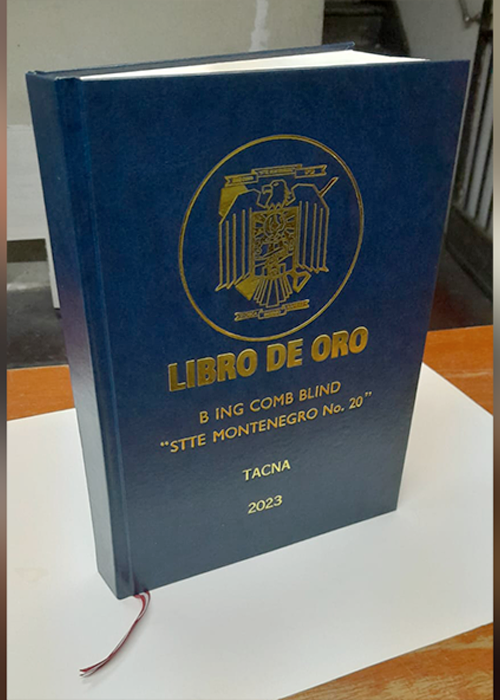 LIBRO DE ORO
B ING COMB BLIND
“STTE MONTENEGRO No. 20”
TACNA
2023